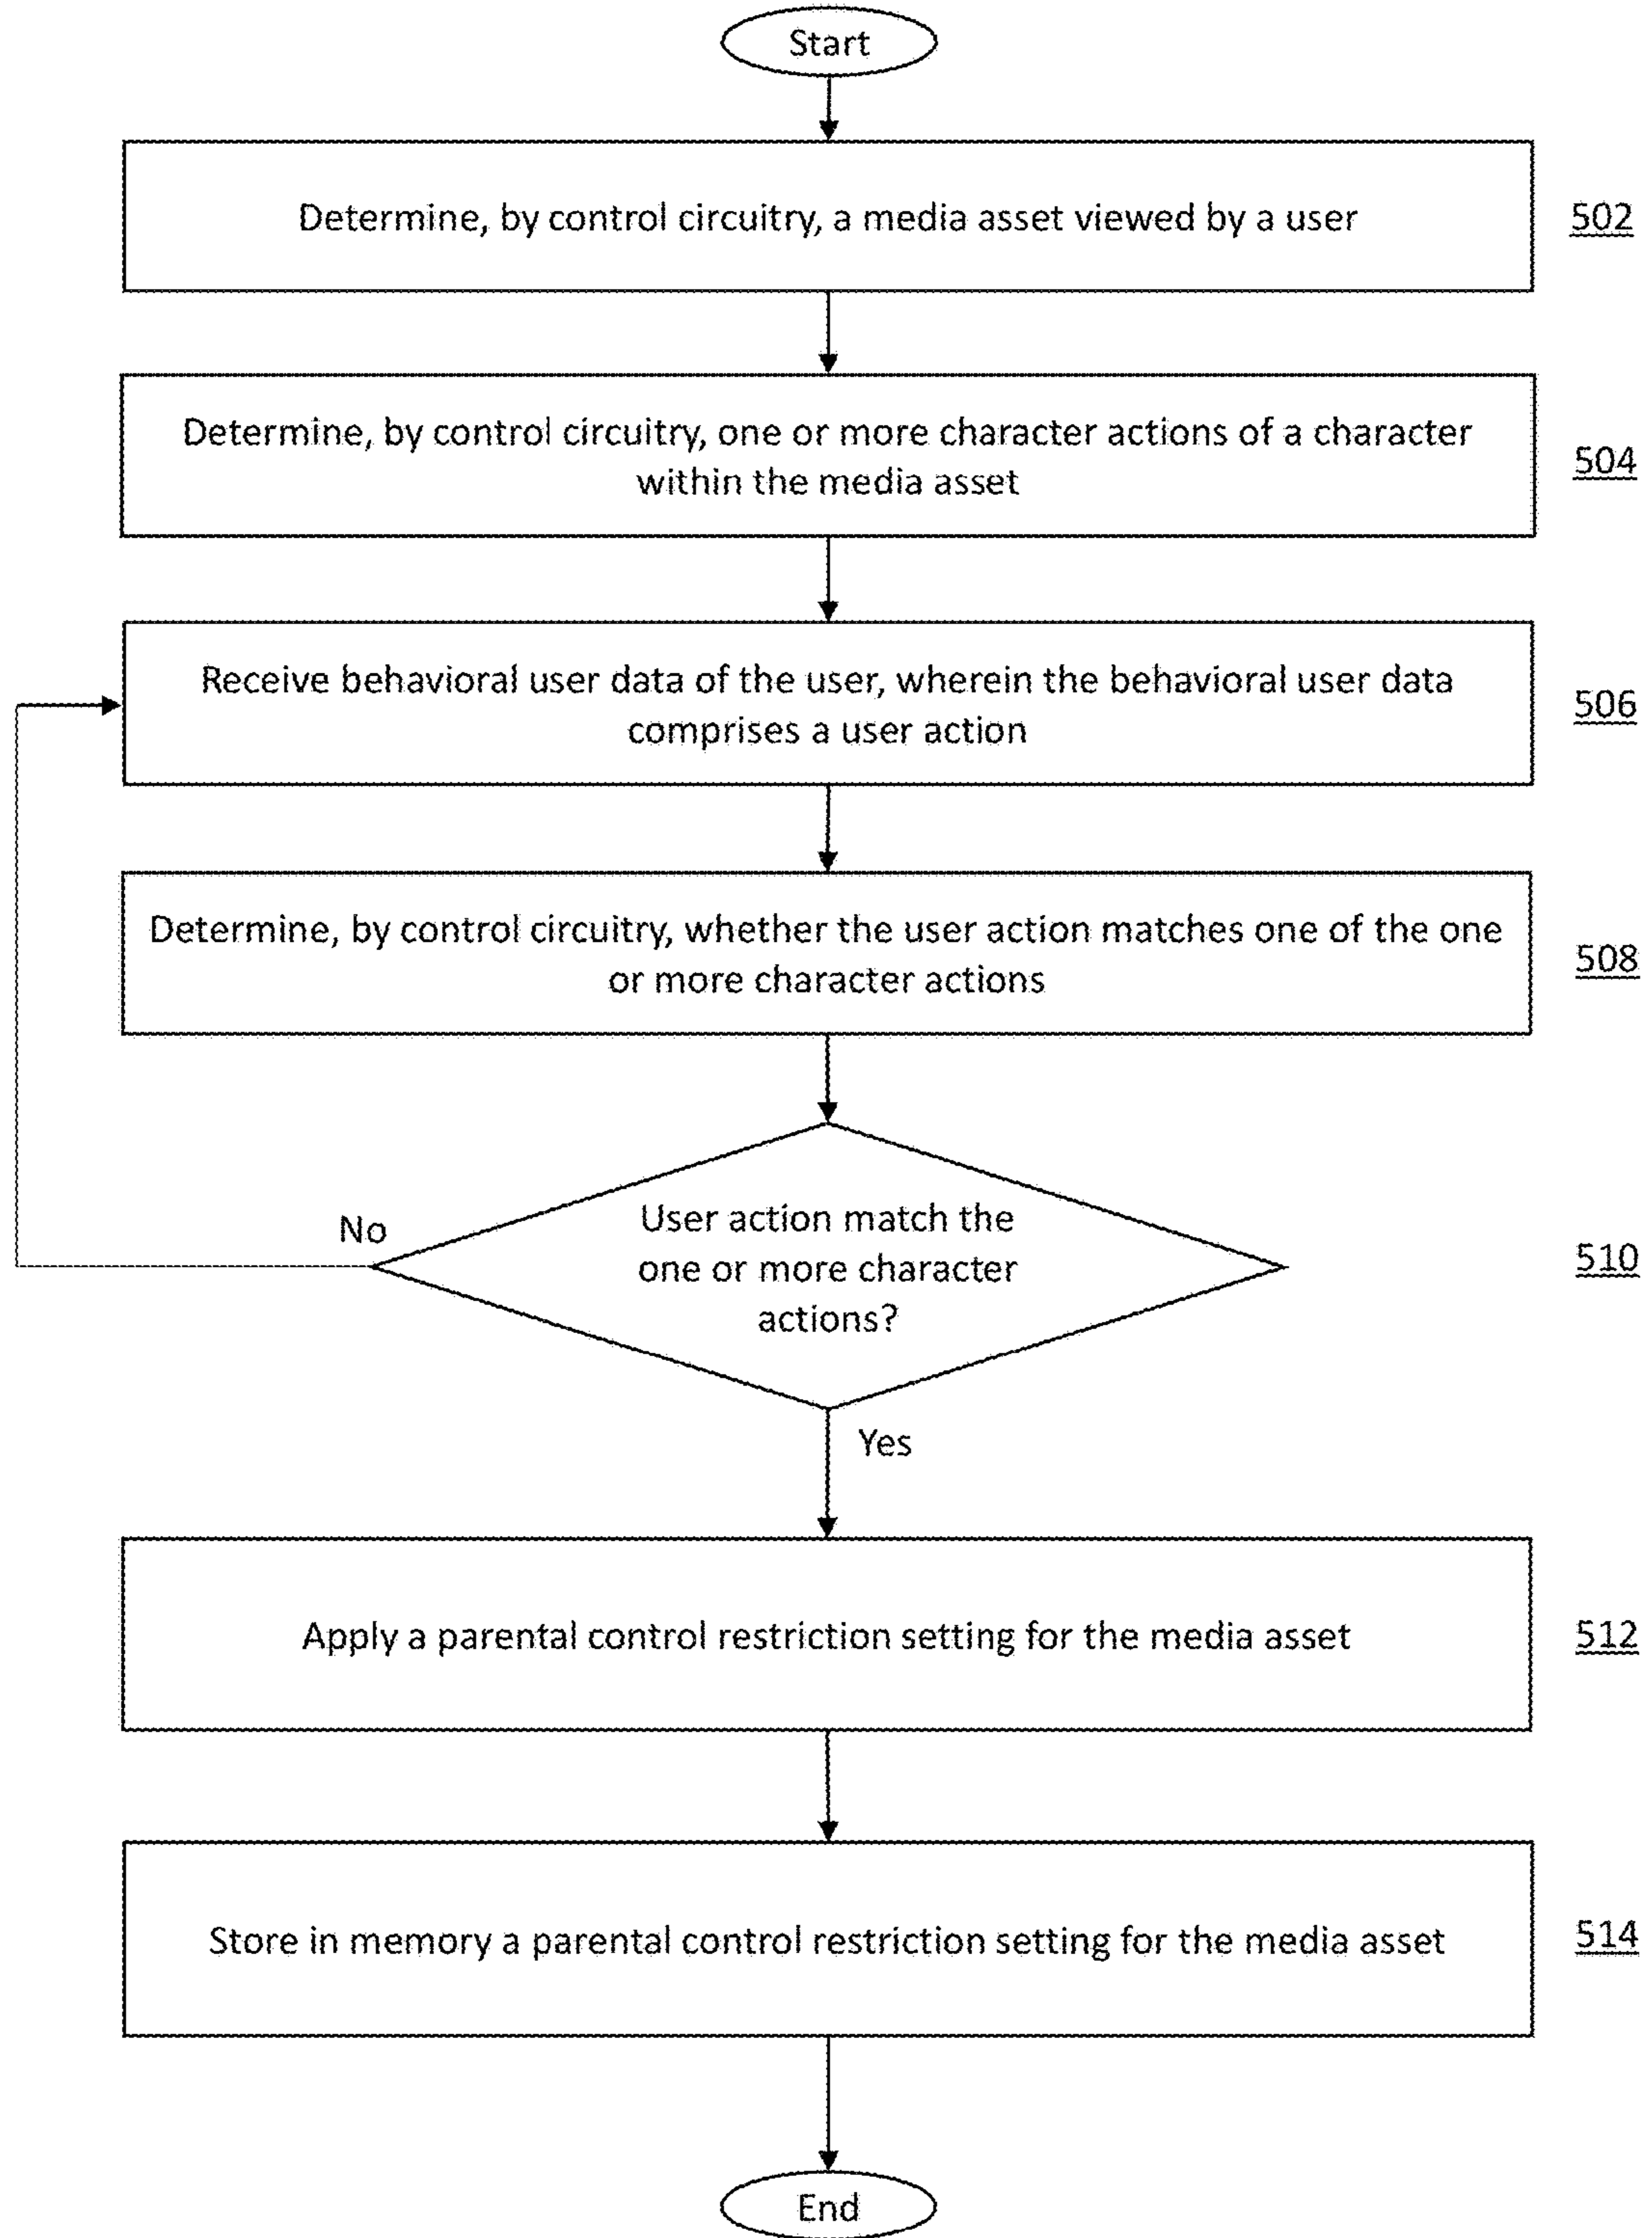 Start
Determine, by control circuitry, a media asset viewed by a user
502
Determine, by control circuitry, one or more character actions of a character
within the media asset
504
Receive behavioral user data of the user, wherein the behavioral user data
comprises a user action
506
Determine, by control circuitry, whether the user action matches one of the one
or more character actions
508
User action match the
one or more character
actions?
510
No
Yes
Apply a parental control restriction setting for the media asset
512
Store in memory a parental control restriction setting for the media asset
514
End